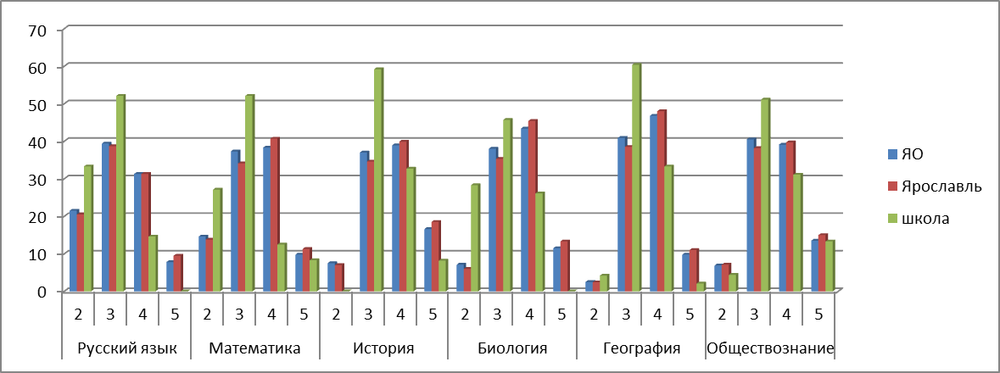 70
60
50
40
30
20
10
0
2 3 4 5 2 3 4 5 2 3 4 5 2 3 4 5 2 3 4 5 2 3 4 5
Русский язык Математика История Биология География Обществознание
ЯО
Ярославль
школа